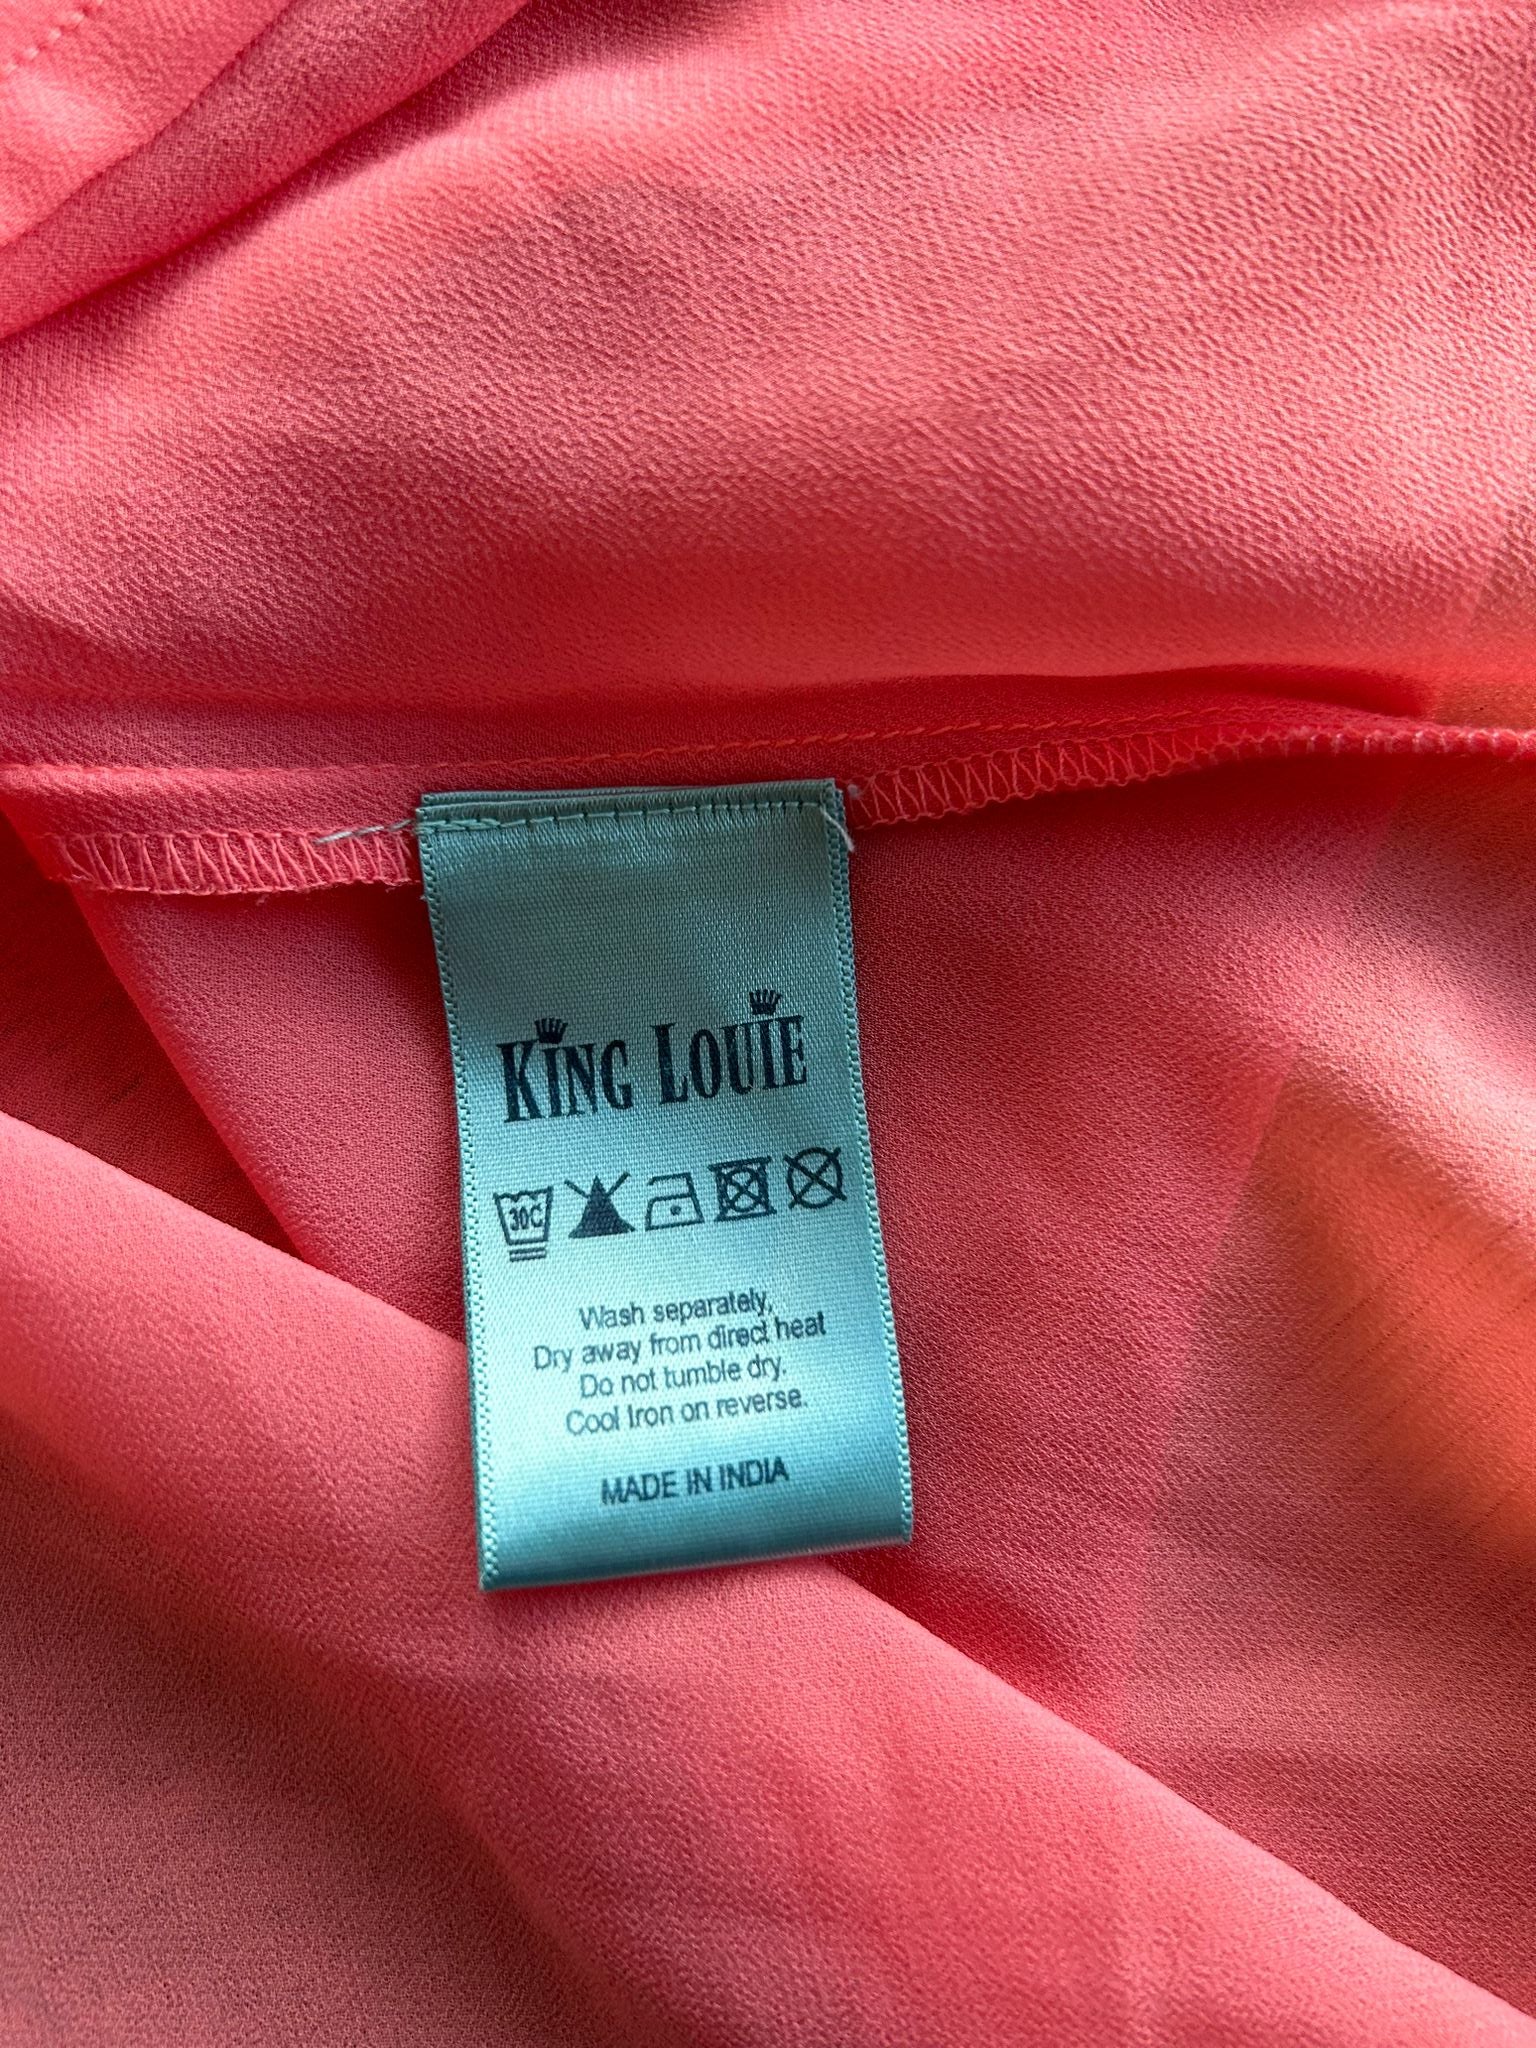 KING LOUIE
30C
Wash separately,
Dry away from direct heat
Do not tumble dry.
Cool Iron on reverse.
MADE IN INDIA